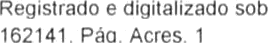 Registrado e digitalizado sob
162141. Pág. Acres. 1